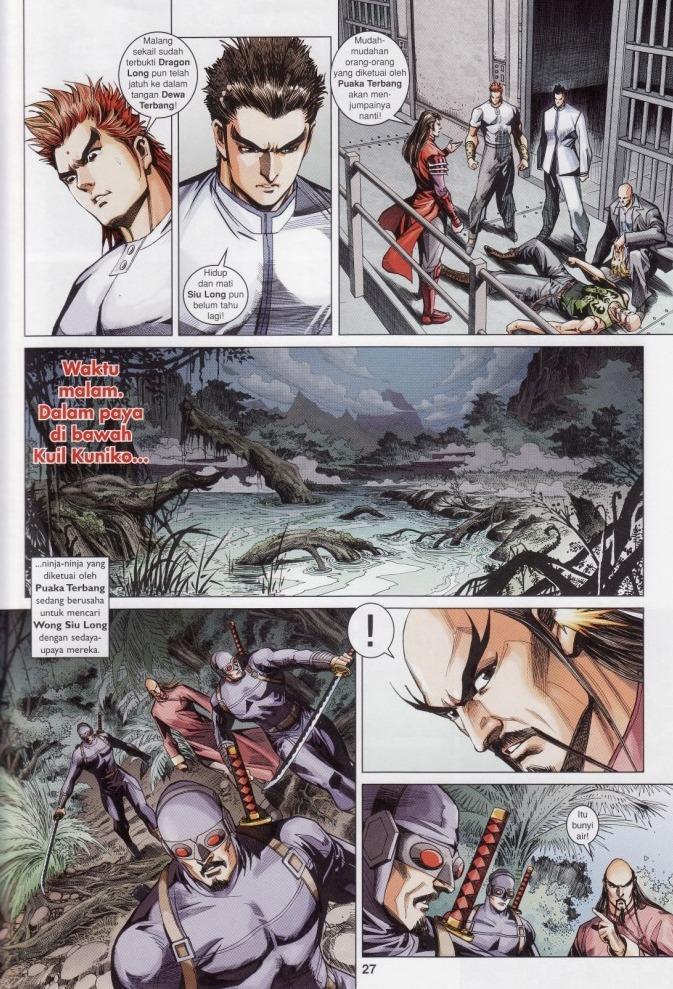 Malang
sekali sudah
terbukti Dragon
Long pun telah
jatuh ke dalam
tangan Dewa
Terbang!
Hidup
dan mati
Siu Long pun
belum tahu
lagi!
Mudah-
mudahan
orang-orang
yang diketuai oleh
Puaka Terbang
akan men-
jumpainya
nanti!
Waktu
malam.
Dalam paya
di bawah
Kuil Kuniko...
...ninja-ninja yang
diketuai oleh
Puaka Terbang
sedang berusaha
untuk mencari
Wong Siu Long
dengan sedaya-
upaya mereka.
!
Itu
bunyi
air!
27